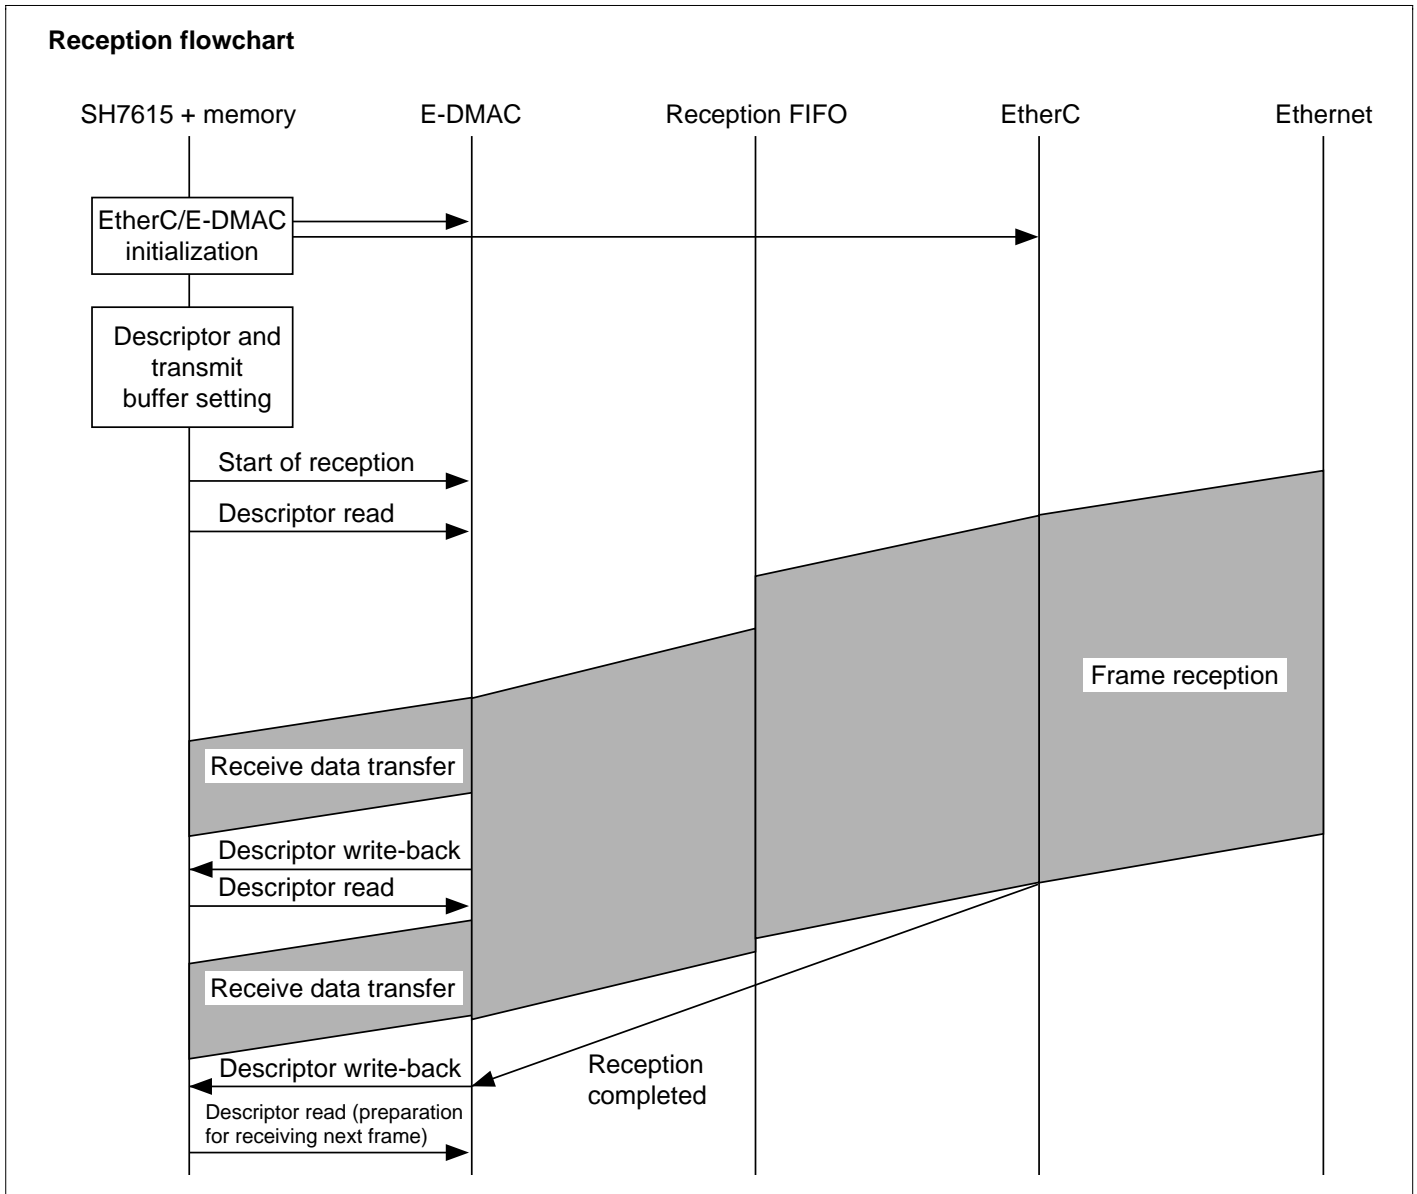 Reception flowchart
SH7615 + memory
E-DMAC
Reception FIFO
EtherC
Ethernet
EtherC/E-DMAC
initialization
Descriptor and
transmit
buffer setting
Start of reception
Descriptor read
Frame reception
Receive data transfer
Descriptor write-back
Descriptor read
Receive data transfer
Descriptor write-back
Reception
completed
Descriptor read (preparation
for receiving next frame)